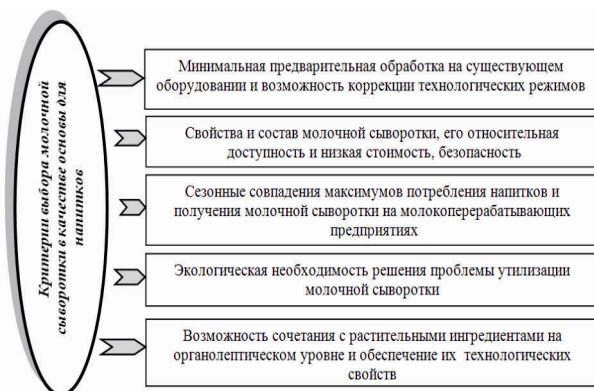 Критерии выбора молочной
сыворотки в качестве основы для
напитков
Минимальная предварительная обработка на существующем
оборудовании и возможность коррекции технологических режимов
Свойства и состав молочной сыворотки, его относительная
доступность и низкая стоимость, безопасность
Сезонные совпадения максимумов потребления напитков и
получения молочной сыворотки на молокоперерабатывающих
предприятиях
Экологическая необходимость решения проблемы утилизации
молочной сыворотки
Возможность сочетания с растительными ингредиентами на
органолептическом уровне и обеспечение их технологических
свойств